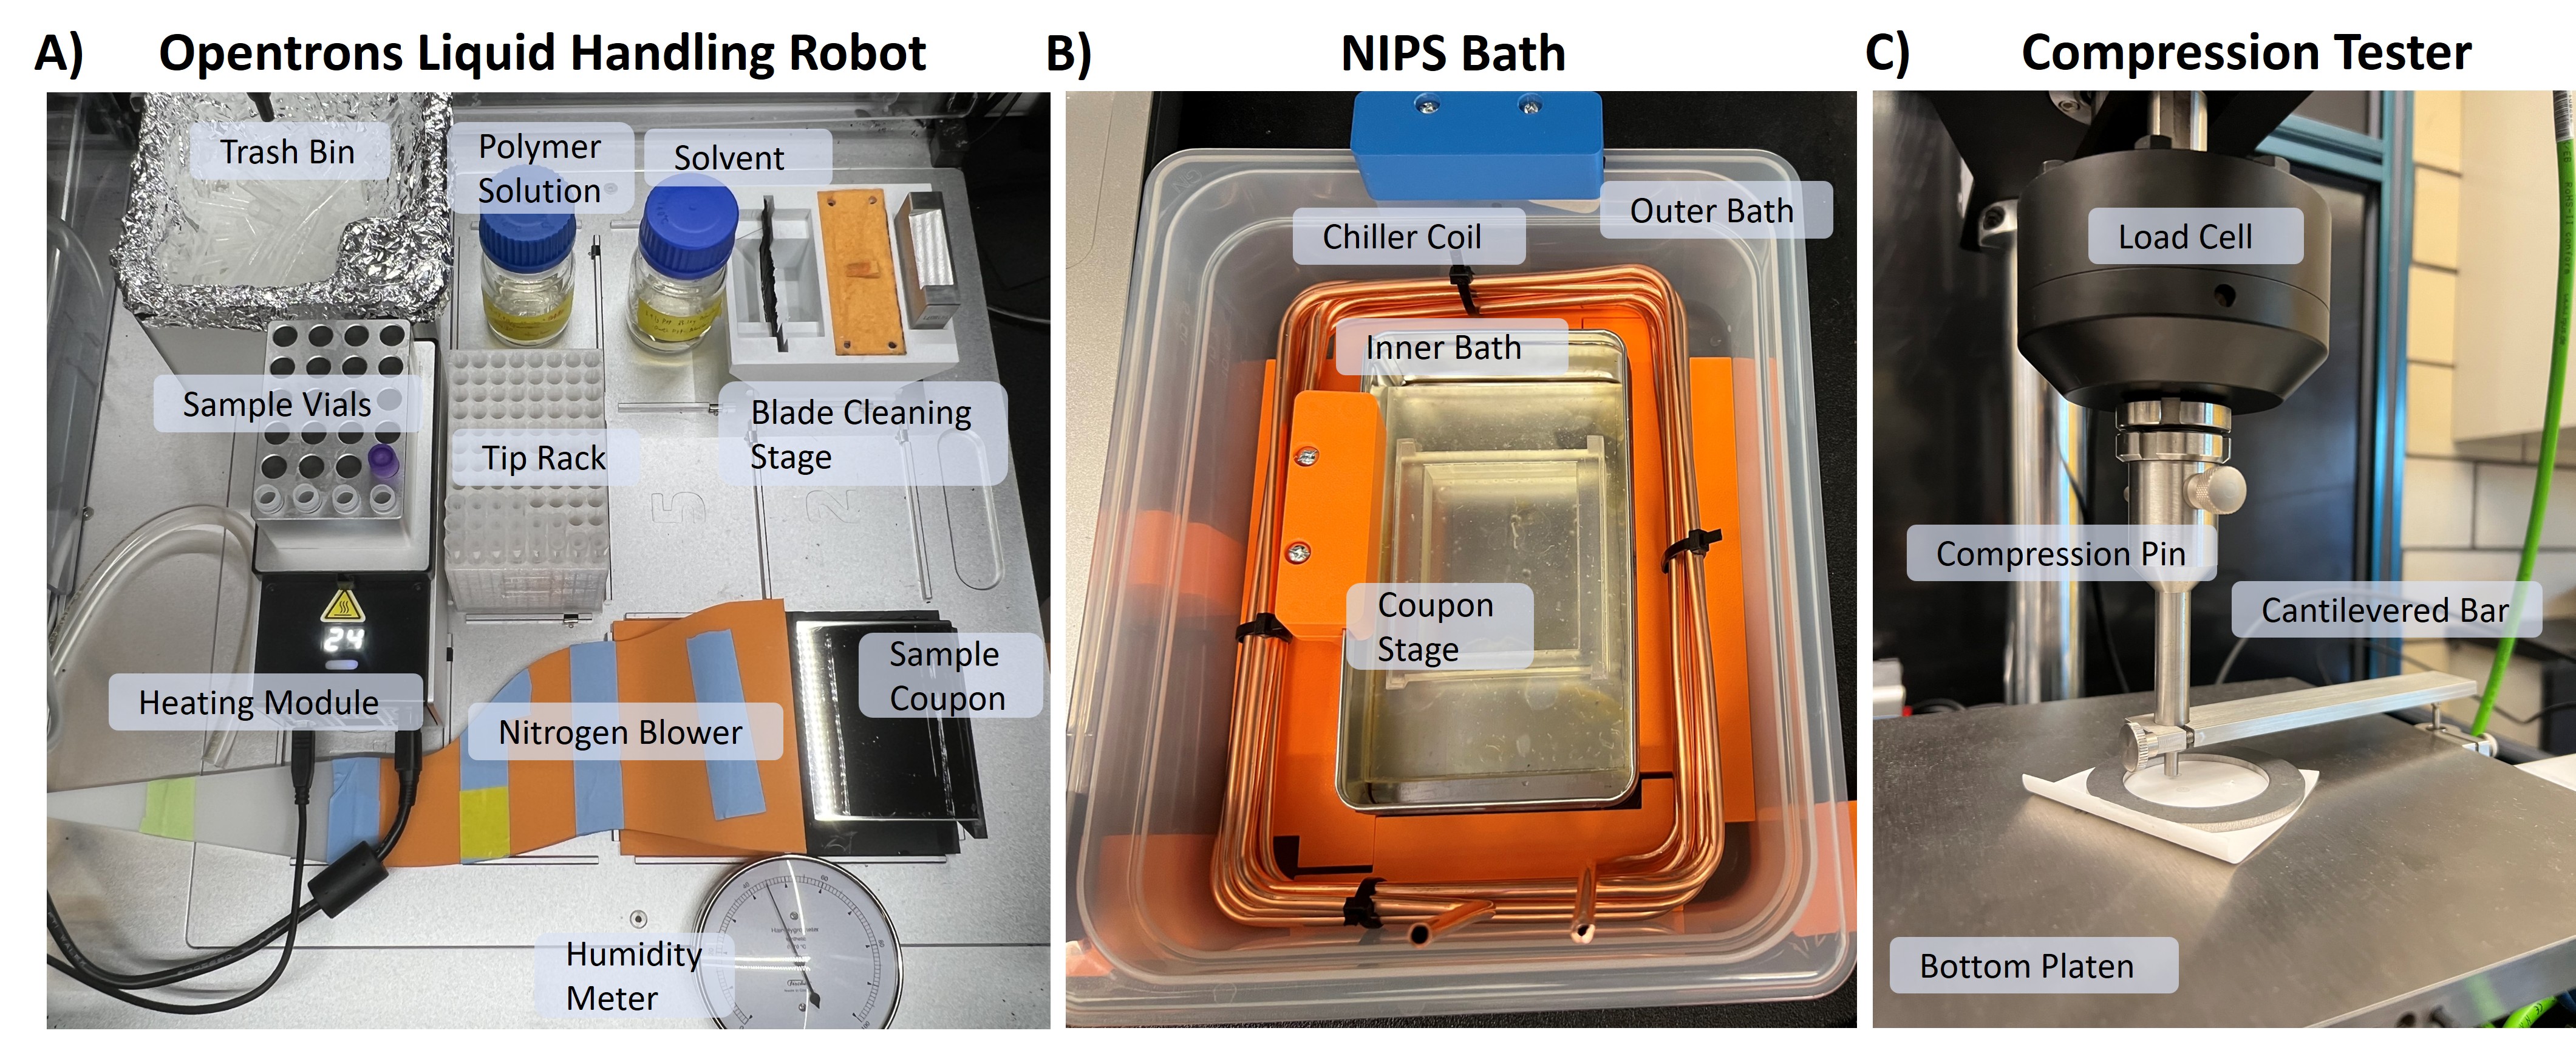 A) Opentrons Liquid Handling Robot
Trash Bin
Polymer
Solution
Solvent
Sample Vials
Tip Rack
Blade Cleaning
Stage
5
2
24
Heating Module
Nitrogen Blower
Sample
Coupon
Humidity
Meter
B) NIPS Bath
Outer Bath
Chiller Coil
Inner Bath
Coupon
Stage
C) Compression Tester
Load Cell
Compression Pin
Cantilevered Bar
Bottom Platen